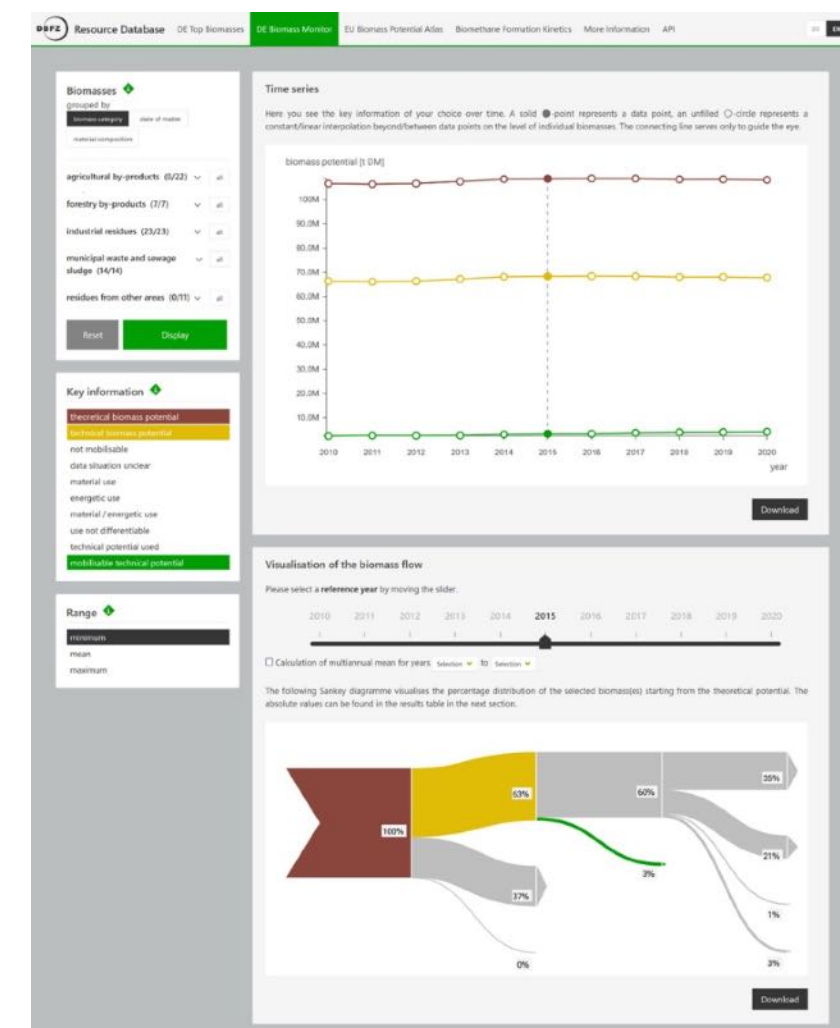 DBFZ Resource Database DE Top Biomasses DE Biomass Monitor EU Biomass Potential Atlas Biomethane Formation Kinetics More Information API DE EN
Biomasses
grouped by
biomass category state of matter
material composition
agricultural by-products (0/22) all
forestry by-products (7/7) all
industrial residues (23/23) all
municipal waste and sewage
sludge (14/14) all
residues from other areas (0/11) all
Reset Display
Key information
theoretical biomass potential
technical biomass potential
not mobilisable
data situation unclear
material use
energetic use
material / energetic use
use not differentiable
technical potential used
mobilisable technical potential
Range
minimum
mean
maximum
Time series
Here you see the key information of your choice over time. A solid -point represents a data point, an unfilled -circle represents a
constant/linear interpolation beyond/between data points on the level of individual biomasses. The connecting line serves only to guide the eye.
biomass potential [t DM]
100M
90.0M
80.0M
70.0M
60.0M
50.0M
40.0M
30.0M
20.0M
10.0M
2010 2011 2012 2013 2014 2015 2016 2017 2018 2019 2020
year
Download
Visualisation of the biomass flow
Please select a reference year by moving the slider.
2010 2011 2012 2013 2014 2015 2016 2017 2018 2019 2020
Calculation of multiannual mean for years Selection to Selection
The following Sankey diagramme visualises the percentage distribution of the selected biomass(es) starting from the theoretical potential. The
absolute values can be found in the results table in the next section.
35%
63% 60%
100%
21%
3%
37%
1%
0% 3%
Download